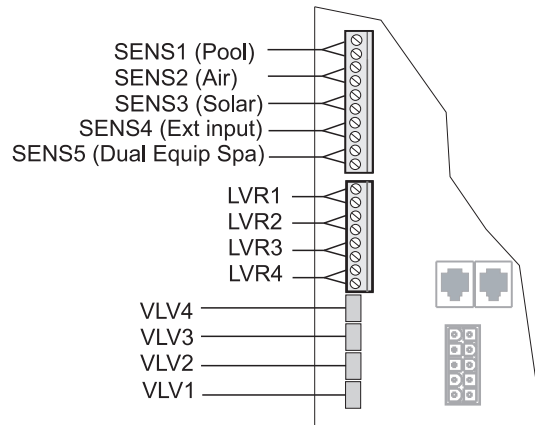 SENS1 (Pool)
SENS2 (Air)
SENS3 (Solar)
SENS4 (Ext input)
SENS5 (Dual Equip Spa)
LVR1
LVR2
LVR3
LVR4
VLV4
VLV3
VLV2
VLV1